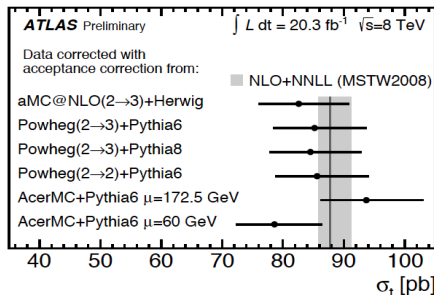 ATLAS Preliminary ∫ L dt = 20.3 fb⁻¹ √s=8 TeV
Data corrected with
acceptance correction from:
NLO+NNLL (MSTW2008)
aMC@NLO(2→3)+Herwig
Powheg(2→3)+Pythia6
Powheg(2→3)+Pythia8
Powheg(2→2)+Pythia6
AcerMC+Pythia6 μ=172.5 GeV
AcerMC+Pythia6 μ=60 GeV
40 50 60 70 80 90 100
σt [pb]